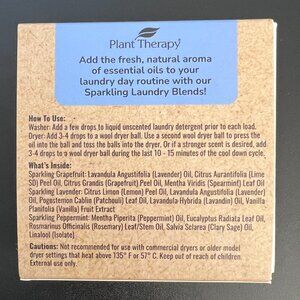 Plant Therapy
Add the fresh, natural aroma
of essential oils to your
laundry day routine with our
Sparkling Laundry Blends!
How To Use:
Washer: Add a few drops to liquid unscented laundry detergent prior to each load.
Dryer: Add 3-4 drops to a wool dryer ball. Use a second wool dryer ball to press the
oil into the ball and toss the balls into the dryer. Or if a stronger scent is desired, add
3-4 drops to a wool dryer ball during the last 10 - 15 minutes of the cool down cycle.
What's Inside:
Sparkling Grapefruit: Lavandula Angustifolia (Lavender) Oil, Citrus Aurantifolia (Lime
SD) Peel Oil, Citrus Grandis (Grapefruit) Peel Oil, Mentha Viridis (Spearmint) Leaf Oil
Sparkling Lavender: Citrus Limon (Lemon) Peel Oil, Lavandula Angustifolia (Lavender)
Oil, Pogostemon Cablin (Patchouli) Leaf Oil, Lavandula Hybrida (Lavandin) Oil, Vanilla
Planifolia (Vanilla) Fruit Extract
Sparkling Peppermint: Mentha Piperita (Peppermint) Oil, Eucalyptus Radiata Leaf Oil,
Rosmarinus Officinalis (Rosemary) Leaf/Stem Oil, Salvia Sclarea (Clary Sage) Oil,
Linalool (Isolate)
Cautions: Not recommended for use with commercial dryers or older model
dryer settings that heat above 135° F or 57° C. Keep out of reach of children.
External use only.